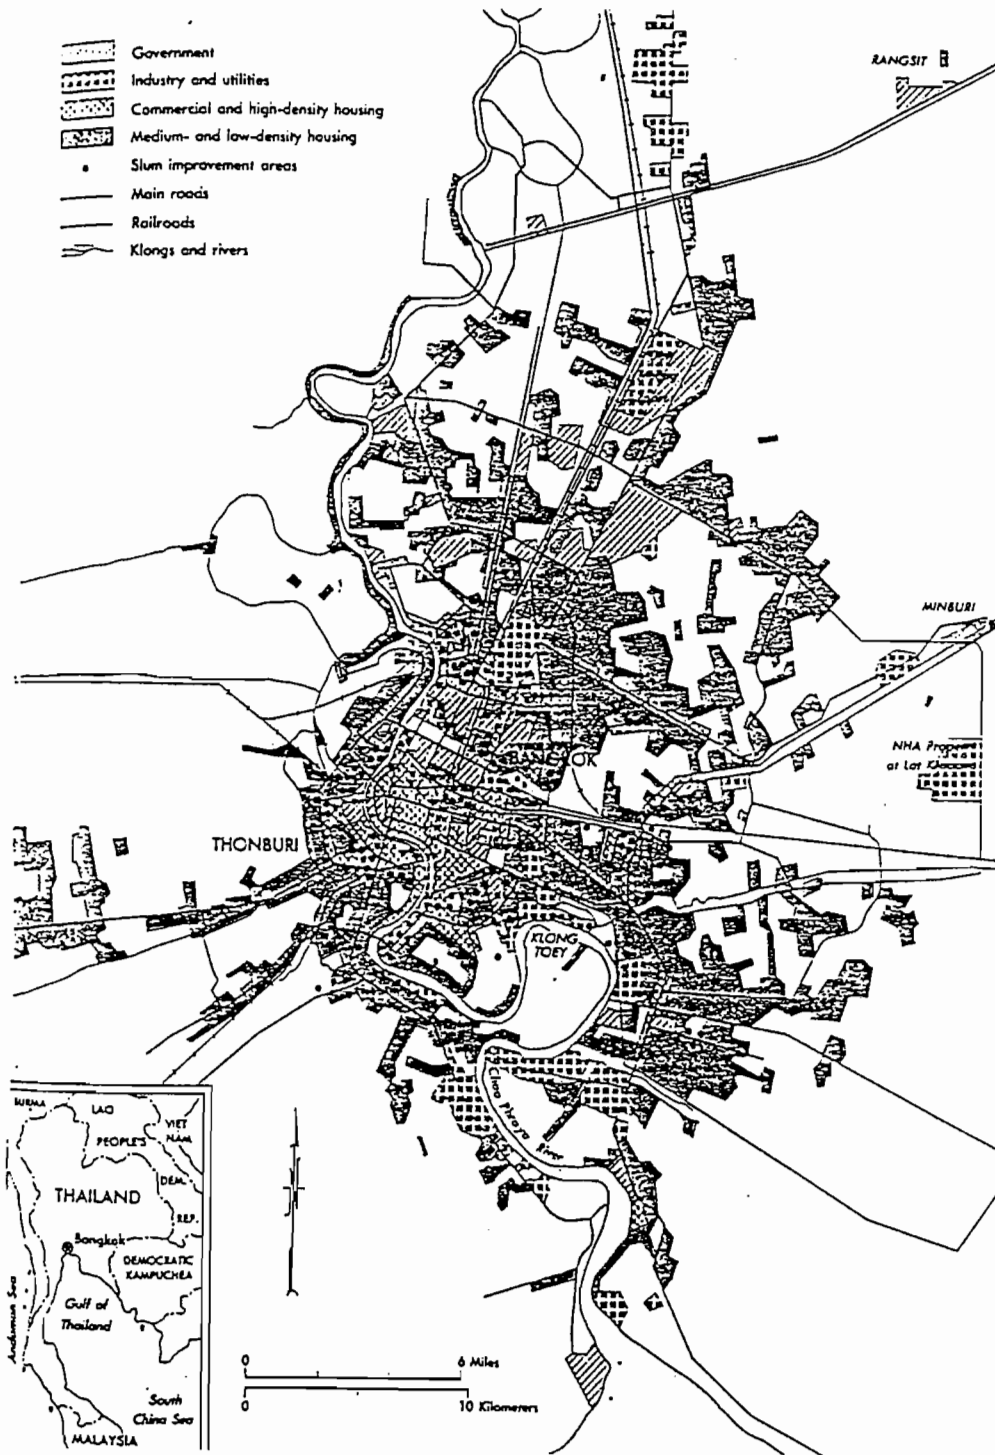 Government
Industry and utilities
Commercial and high-density housing
Medium- and low-density housing
Slum improvement areas
Main roads
Railroads
Klongs and rivers
RANGSIT
MINBURI
NHA
at Lat
BANGKOK
THONBURI
KLONG
TOEY
Chao Phraya River
BURMA
LAO
PEOPLE'S
DEM.
REP.
VIET
NAM
THAILAND
Bangkok
DEMOCRATIC
KAMPUCHEA
Gulf of
Thailand
Andaman Sea
South
China Sea
MALAYSIA
0
6 Miles
0
10 Kilometers